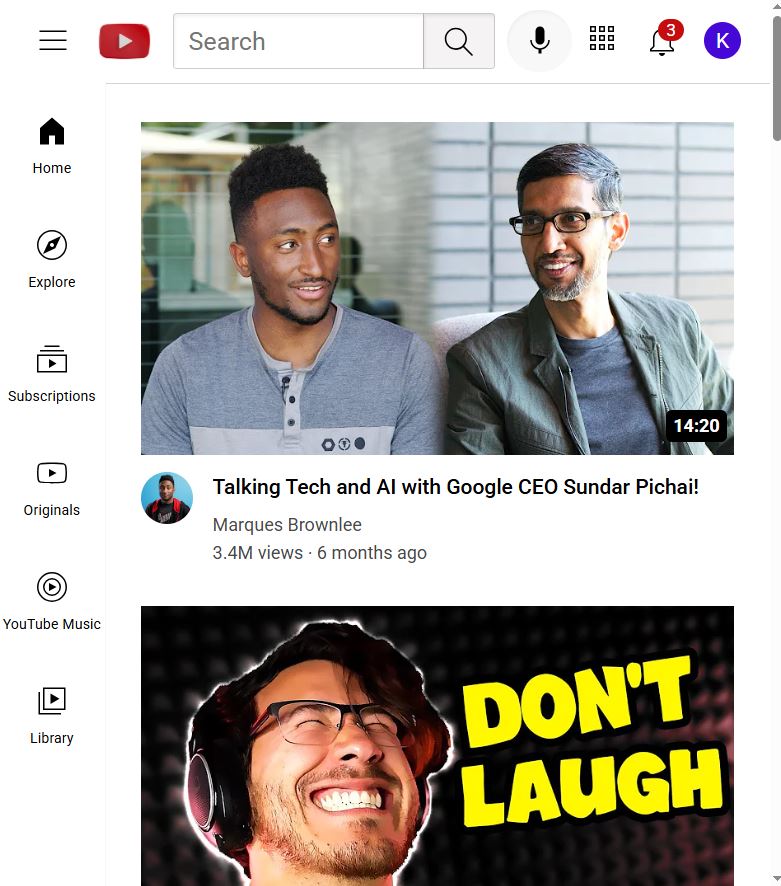 Search
3
K
Home
Explore
Subscriptions
Originals
YouTube Music
Library
14:20
Talking Tech and AI with Google CEO Sundar Pichai!
Marques Brownlee
3.4M views · 6 months ago
DON'T
LAUGH